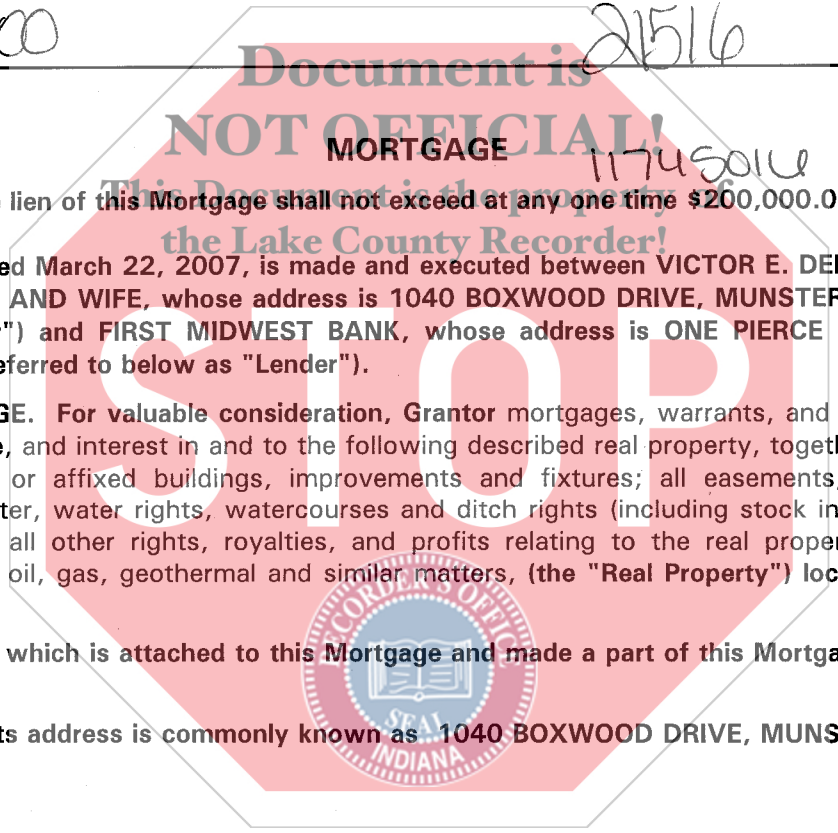 00
21516
Document is
NOT OFFICIAL!
MORTGAGE
11745016
This Document is the property of
lien of this Mortgage shall not exceed at any one time $200,000.0
the Lake County Recorder!
ed March 22, 2007, is made and executed between VICTOR E. DE
AND WIFE, whose address is 1040 BOXWOOD DRIVE, MUNSTER
") and FIRST MIDWEST BANK, whose address is ONE PIERCE
eferred to below as "Lender").
GE. For valuable consideration, Grantor mortgages, warrants, and
e, and interest in and to the following described real property, togeth
or affixed buildings, improvements and fixtures; all easements,
ter, water rights, watercourses and ditch rights (including stock in
all other rights, royalties, and profits relating to the real proper
oil, gas, geothermal and similar matters, (the "Real Property") loc
STOP
which is attached to this Mortgage and made a part of this Mortga
ts address is commonly known as 1040 BOXWOOD DRIVE, MUNS
RECORDER'S OFFICE
SEAL
INDIANA